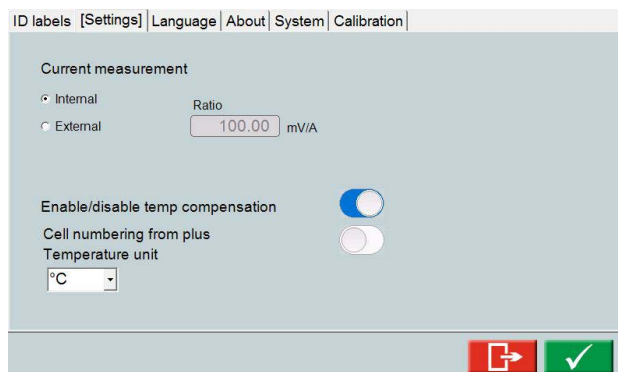 ID labels [Settings] Language About System Calibration
Current measurement
Internal
Ratio
External
100.00 mV/A
Enable/disable temp compensation
Cell numbering from plus
Temperature unit
°C